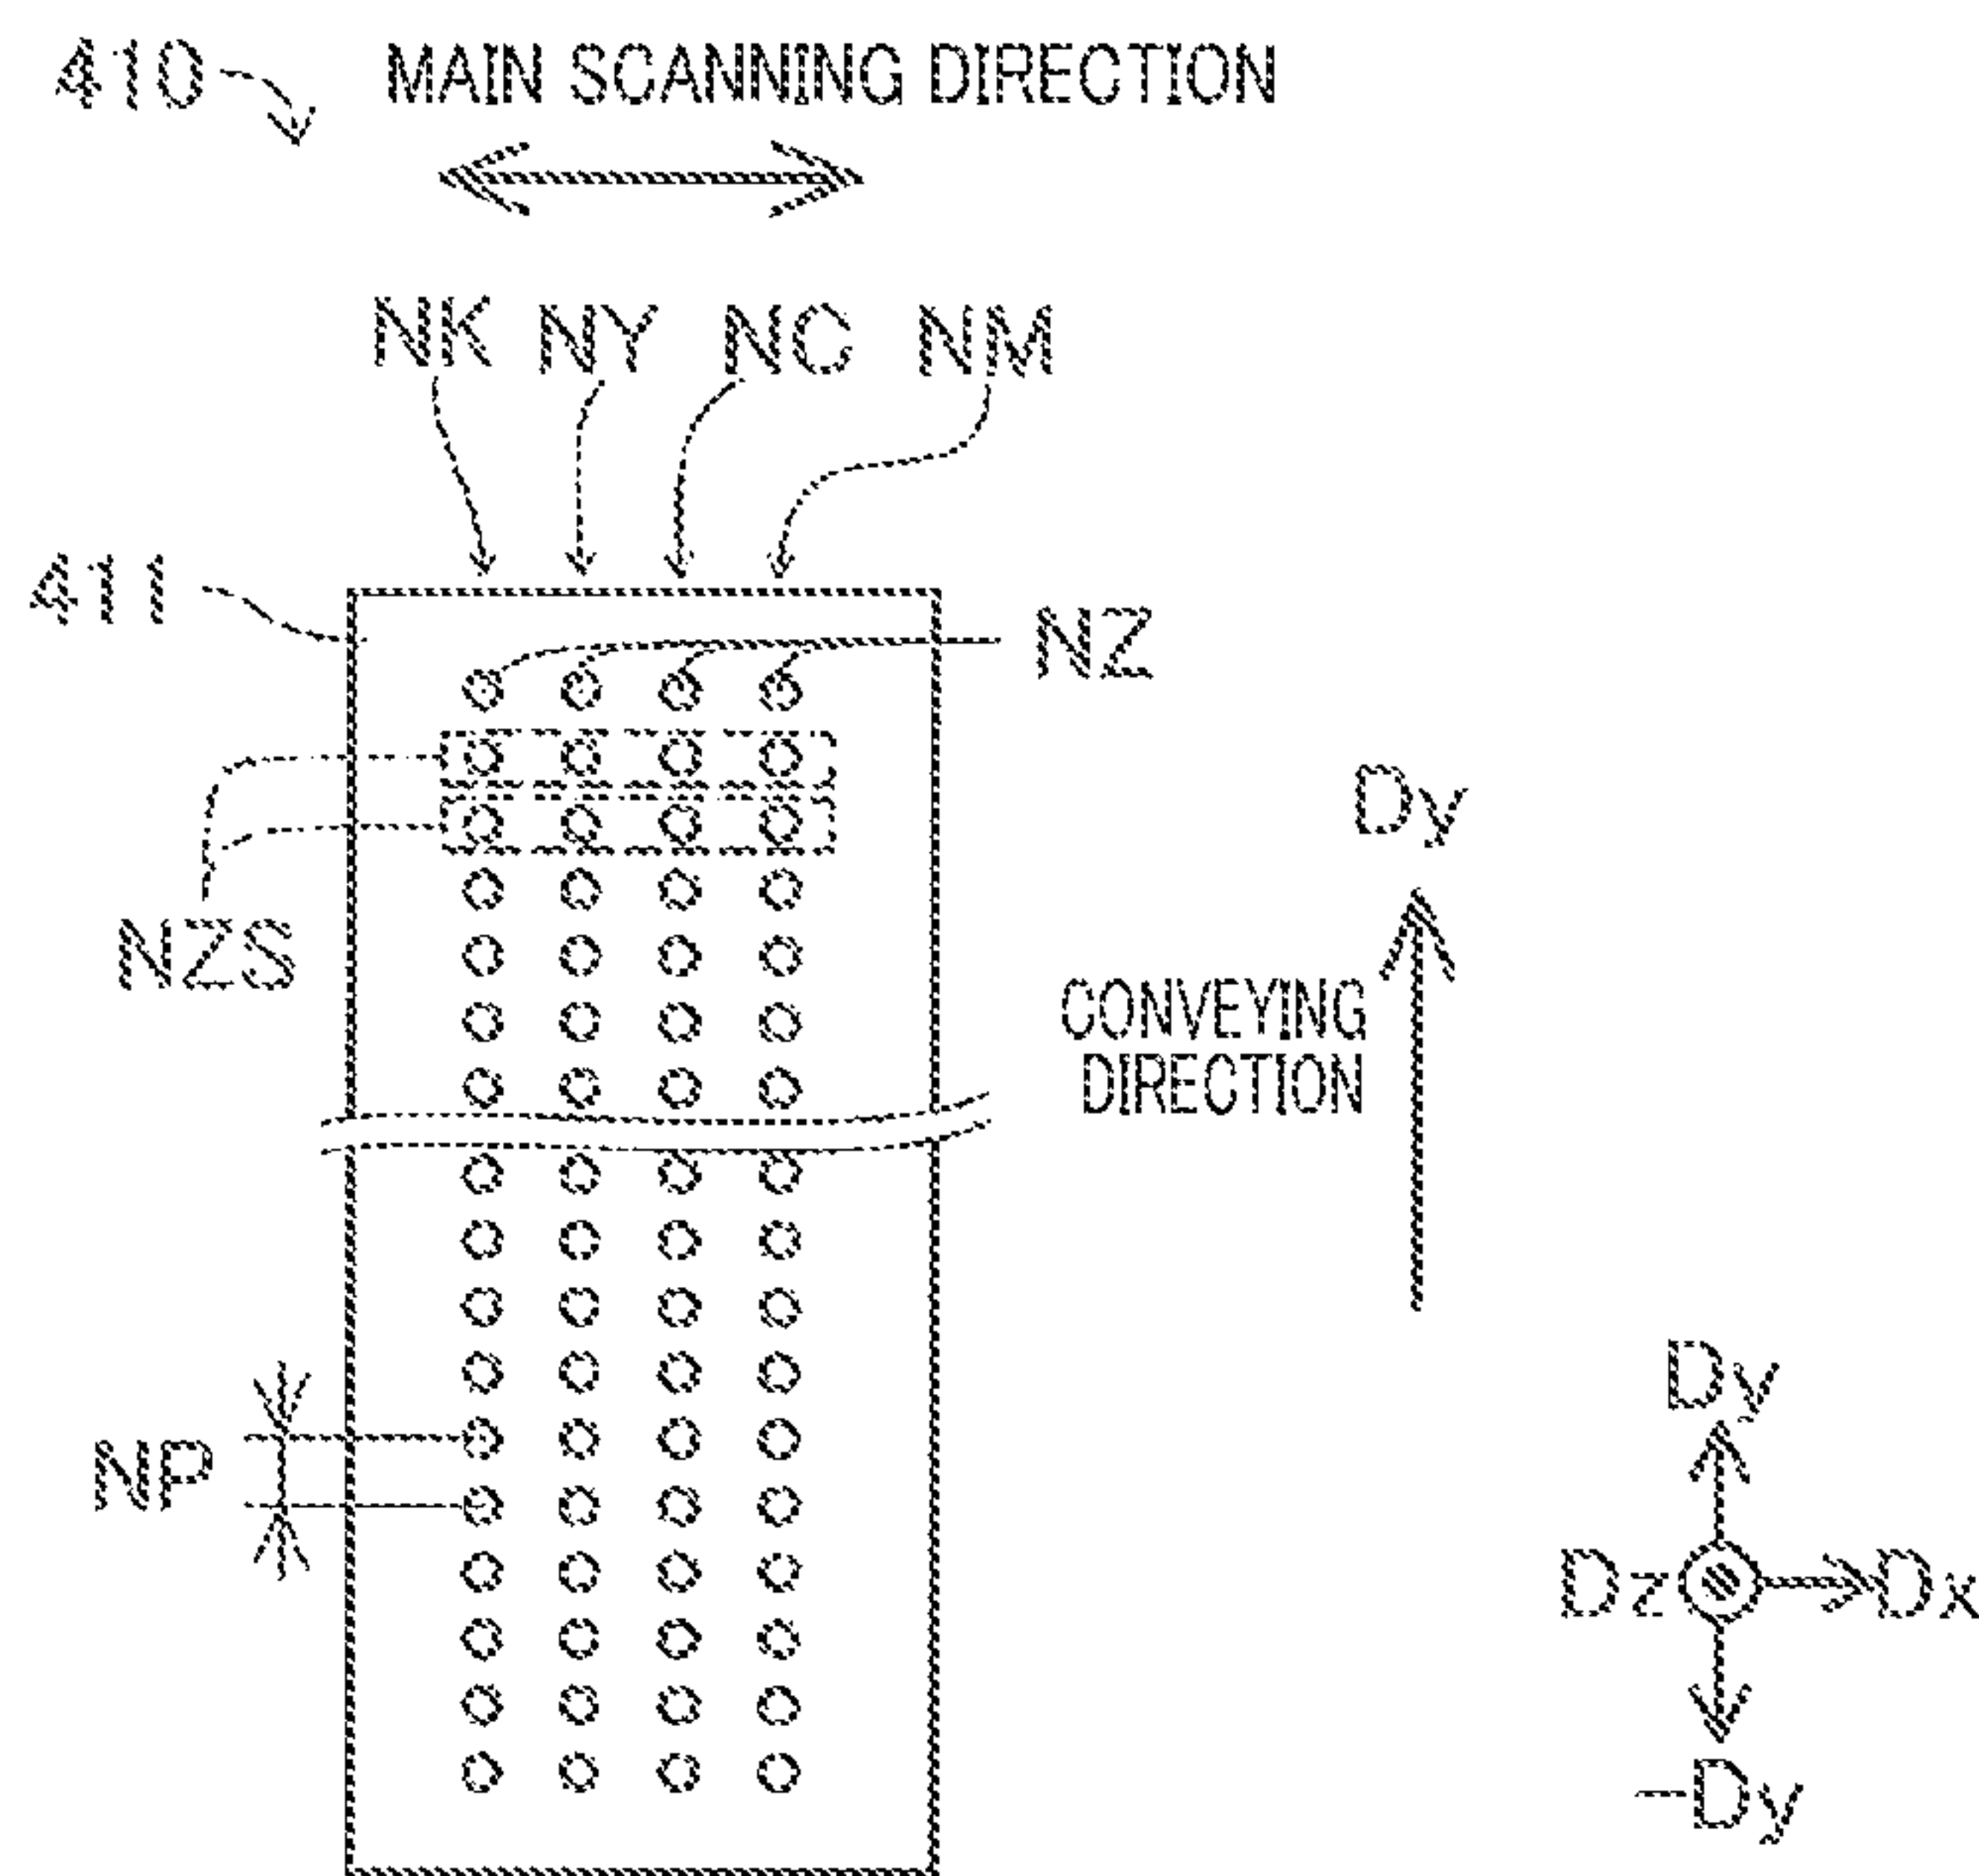 410
MAIN SCANNING DIRECTION
NK NY NC NM
411
NZ
Dy
NZS
CONVEYING
DIRECTION
Dy
NP
Dz
Dx
-Dy